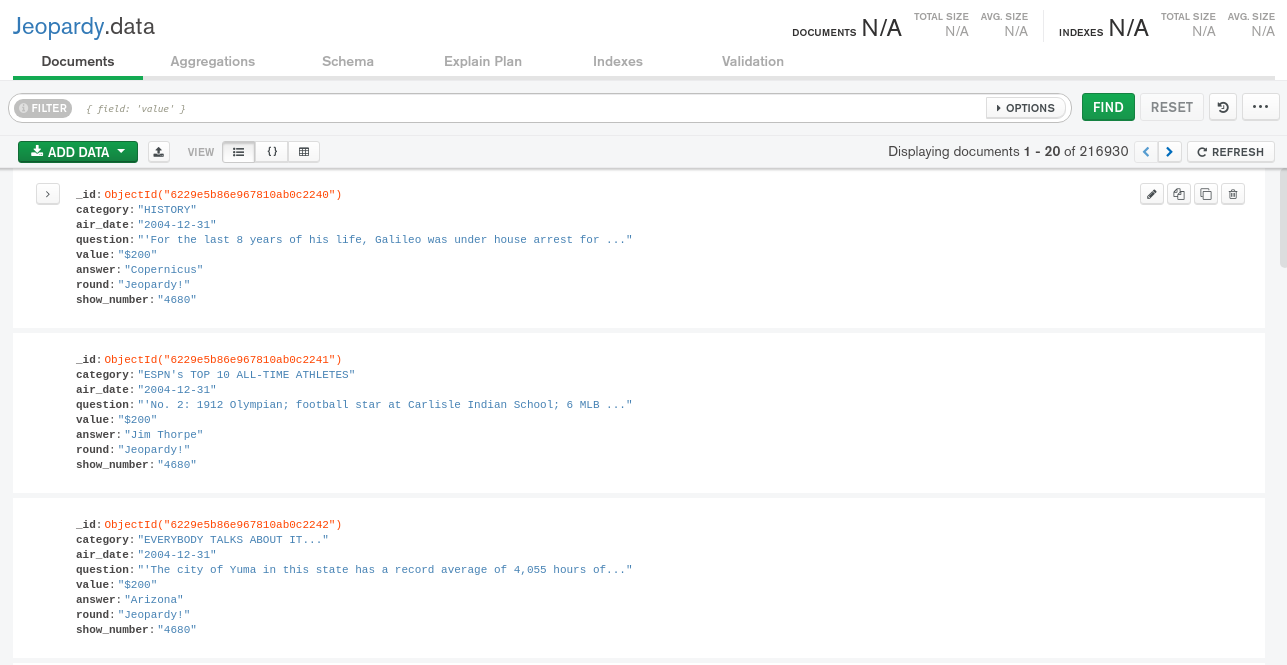 Jeopardy.data
DOCUMENTS N/A TOTAL SIZE N/A AVG. SIZE N/A INDEXES N/A TOTAL SIZE N/A AVG. SIZE N/A
Documents Aggregations Schema Explain Plan Indexes Validation
FILTER { field: 'value' } OPTIONS FIND RESET ...
ADD DATA VIEW {} Displaying documents 1 - 20 of 216930 < > REFRESH
_id: ObjectId("6229e5b86e967810ab0c2240")
category: "HISTORY"
air_date: "2004-12-31"
question: "'For the last 8 years of his life, Galileo was under house arrest for ..."
value: "$200"
answer: "Copernicus"
round: "Jeopardy!"
show_number: "4680"
_id: ObjectId("6229e5b86e967810ab0c2241")
category: "ESPN's TOP 10 ALL-TIME ATHLETES"
air_date: "2004-12-31"
question: "'No. 2: 1912 Olympian; football star at Carlisle Indian School; 6 MLB ..."
value: "$200"
answer: "Jim Thorpe"
round: "Jeopardy!"
show_number: "4680"
_id: ObjectId("6229e5b86e967810ab0c2242")
category: "EVERYBODY TALKS ABOUT IT..."
air_date: "2004-12-31"
question: "'The city of Yuma in this state has a record average of 4,055 hours of..."
value: "$200"
answer: "Arizona"
round: "Jeopardy!"
show_number: "4680"